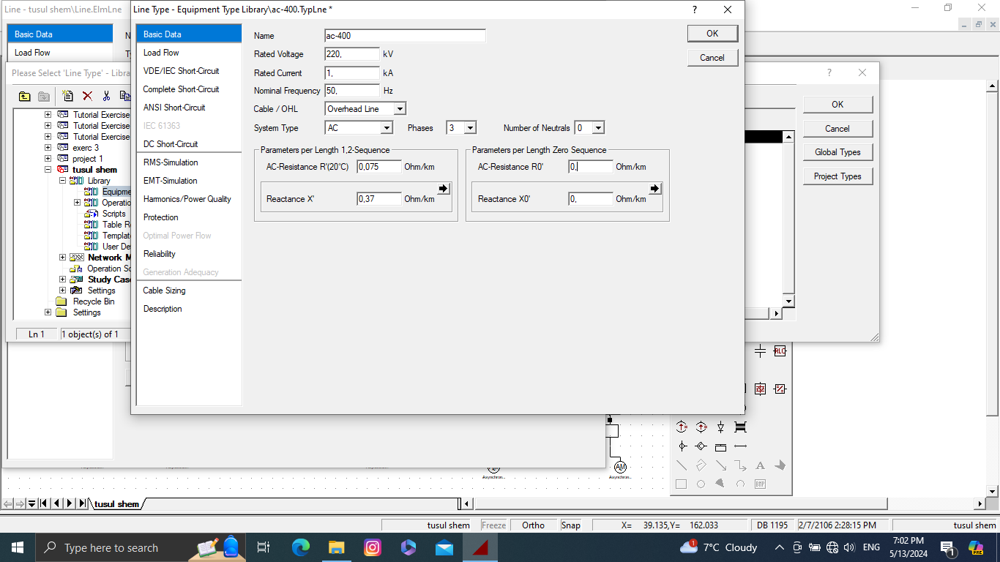 Line - tusul shem\Line.ElmLne
Line Type - Equipment Type Library\ac-400.TypLne *
?
Basic Data
Load Flow
Please Select 'Line Type' - Libra
?
Tutorial Exercise
Tutorial Exercise
Tutorial Exercise
exerc 3
project 1
tusul shem
Library
Equipme
Operatio
Scripts
Table R
Templat
User De
Network M
Operation Sc
Study Cas
Settings
Recycle Bin
Settings
Ln 1
1 object(s) of 1
Basic Data
Load Flow
VDE/IEC Short-Circuit
Complete Short-Circuit
ANSI Short-Circuit
IEC 61363
DC Short-Circuit
RMS-Simulation
EMT-Simulation
Harmonics/Power Quality
Protection
Optimal Power Flow
Reliability
Generation Adequacy
Cable Sizing
Description
Name ac-400
Rated Voltage 220, kV
Rated Current 1, kA
Nominal Frequency 50, Hz
Cable / OHL Overhead Line
System Type AC Phases 3 Number of Neutrals 0
Parameters per Length 1,2-Sequence
AC-Resistance R'(20°C) 0,075 Ohm/km
Reactance X' 0,37 Ohm/km
Parameters per Length Zero Sequence
AC-Resistance R0' 0, Ohm/km
Reactance X0' 0, Ohm/km
OK
Cancel
OK
Cancel
Global Types
Project Types
RLC
A
BMP
AM
Asynchron...
Asynchron...
tusul shem
tusul shem Freeze Ortho Snap X= 39.135,Y= 162.033 DB 1195 2/7/2106 2:28:15 PM tusul shem
Type here to search
7°C Cloudy
1
ENG
7:02 PM
5/13/2024
1
PRE